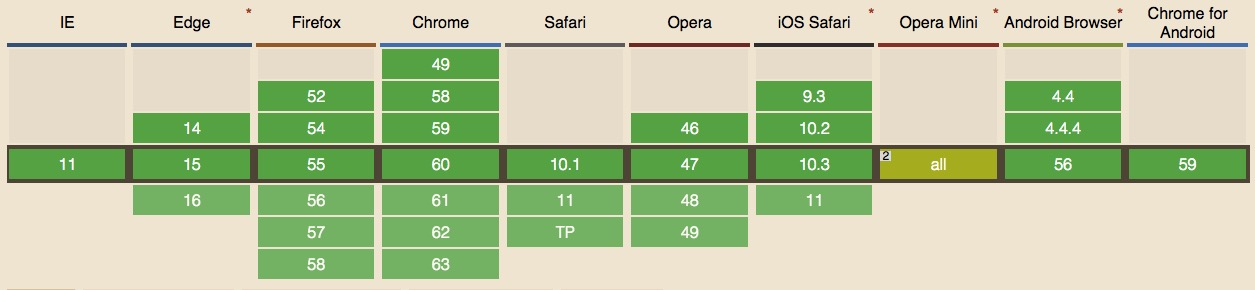 IE Edge * Firefox Chrome Safari Opera iOS Safari * Opera Mini * Android Browser * Chrome for Android
49
52 58 9.3 4.4
14 54 59 46 10.2 4.4.4
11 15 55 60 10.1 47 10.3 2 all 56 59
16 56 61 11 48 11
57 62 TP 49
58 63